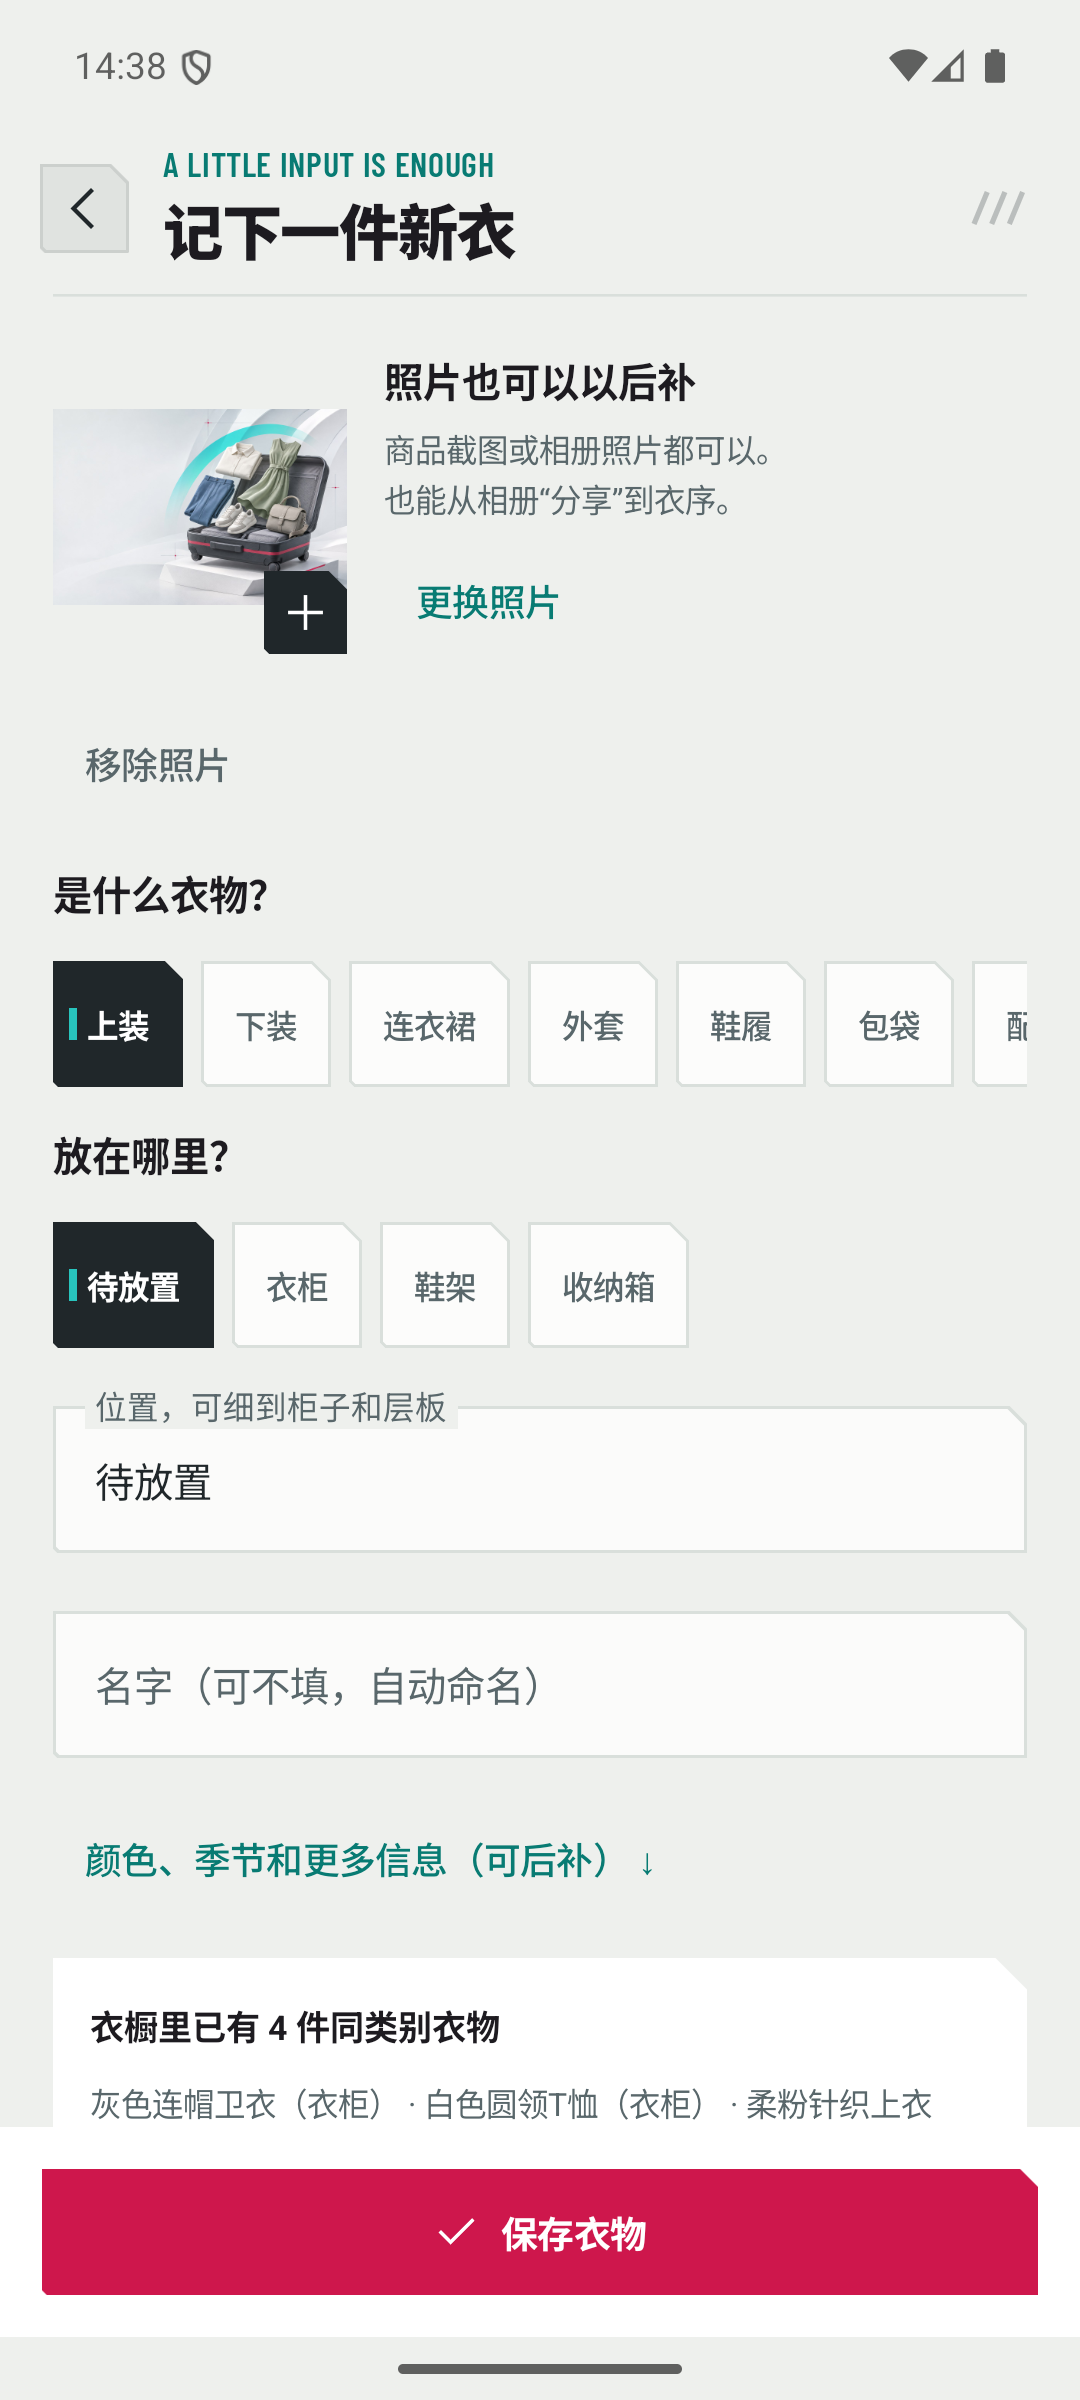 14:38
A LITTLE INPUT IS ENOUGH
记下一件新衣
照片也可以以后补
商品截图或相册照片都可以。
也能从相册“分享”到衣序。
更换照片
移除照片
是什么衣物？
上装 下装 连衣裙 外套 鞋履 包袋 配
放在哪里？
待放置 衣柜 鞋架 收纳箱
位置，可细到柜子和层板
待放置
名字（可不填，自动命名）
颜色、季节和更多信息（可后补） ↓
衣橱里已有 4 件同类别衣物
灰色连帽卫衣（衣柜） · 白色圆领T恤（衣柜） · 柔粉针织上衣
保存衣物